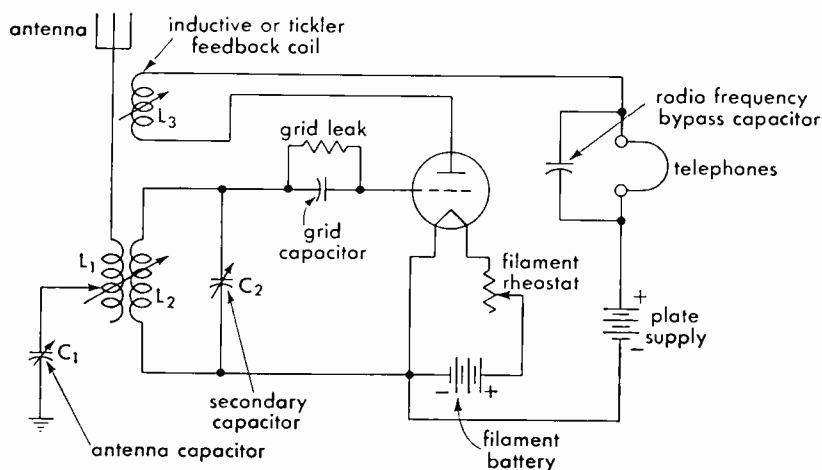 antenna
inductive or tickler
feedback coil
L3
radio frequency
bypass capacitor
grid leak
telephones
grid
capacitor
L1
L2
C2
filament
rheostat
+
plate
supply
-
C1
secondary
capacitor
- +
antenna capacitor
filament
battery